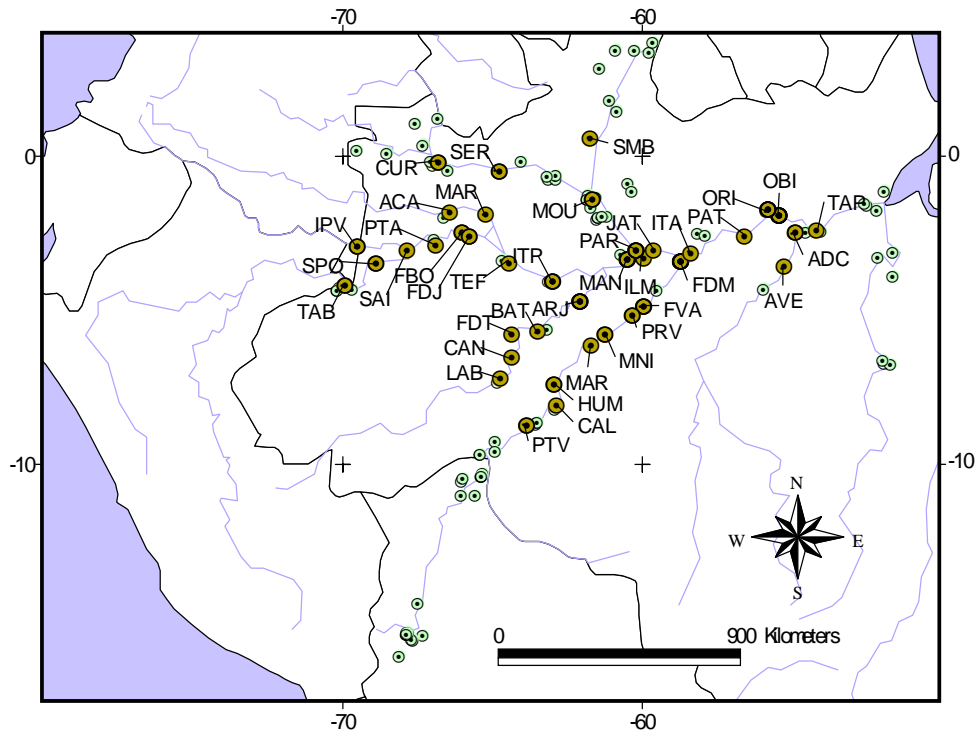 -70 -60
0 0
SER
CUR
SMB
MAR
ACA
ORI OBI
MOU
TAP
IPV PTA
JAT ITA PAT
PAR
SPO
FBO
ITR
SAI
FDJ TEF
MAN ILM FDM
ADC
TAB
AVE
BAT ARJ
FVA
FDT
PRV
CAN
MNI
LAB
MAR
HUM
CAL
PTV
-10 -10
N
W E
S
0 900 Kilometers
-70 -60